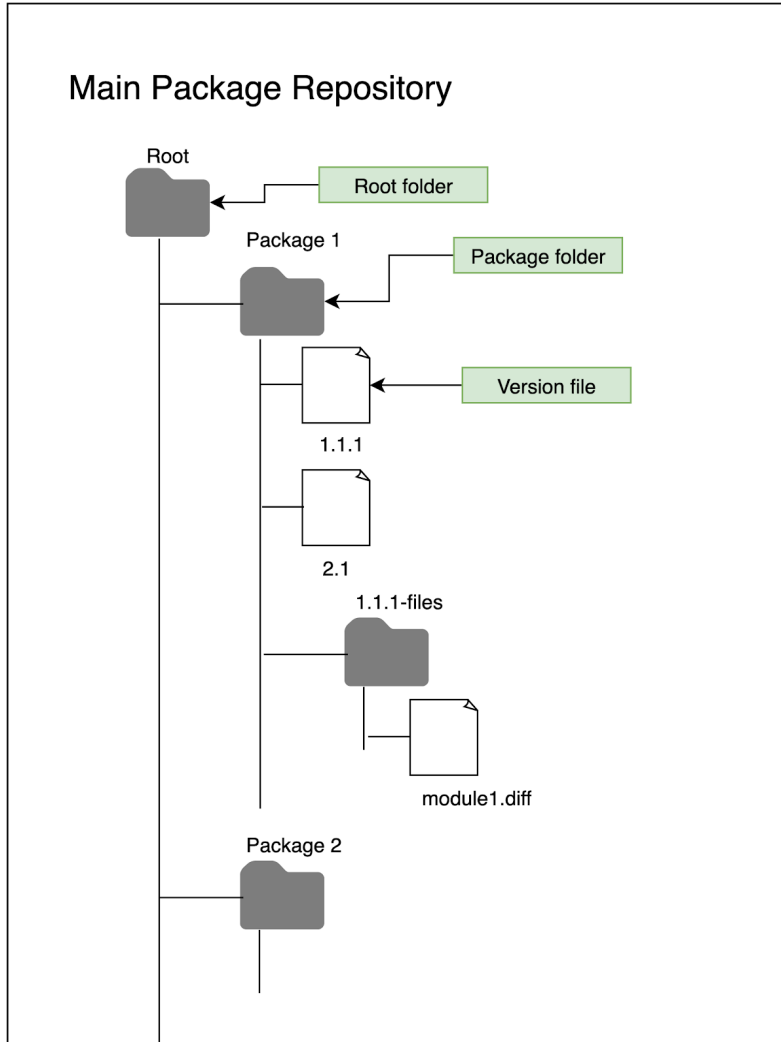 Main Package Repository
Root
Root folder
Package 1
Package folder
Version file
1.1.1
2.1
1.1.1-files
module1.diff
Package 2